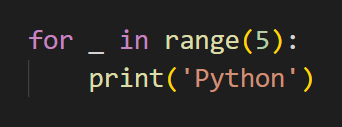 for _ in range(5):
    print('Python')